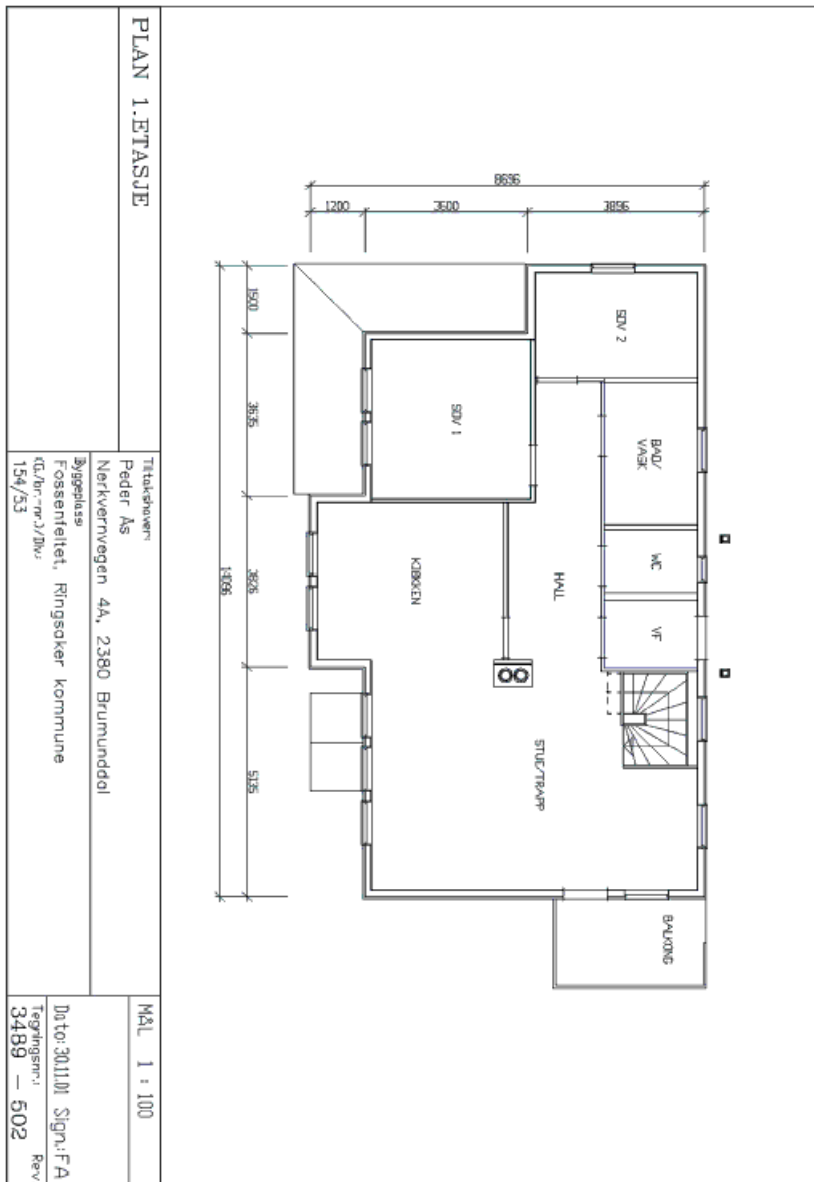 PLAN 1.ETASJE
Tiltakshaver:
Peder Ås
Nerkvernvegen 4A, 2380 Brumunddal
Byggeplass:
Fossenfeltet, Ringsaker kommune
154/53
MÅL 1 : 100
Dato:30.11.01 Sign.:FA
Tegningsnr.: Rev
3489 - 502
8696
1200 3600 3896
1500
3635
3826
5135
14096
SOV 2
SOV 1
BAD/
VASK
WC
VF
HALL
KJØKKEN
STUE/TRAPP
BALKONG